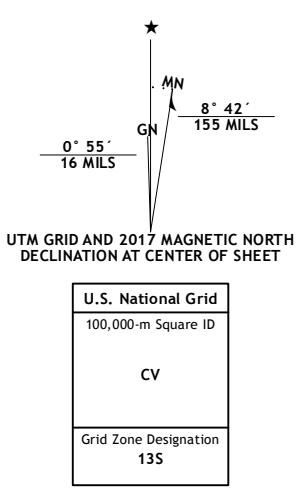 ★
MN
GN
8° 42´
155 MILS
0° 55´
16 MILS
UTM GRID AND 2017 MAGNETIC NORTH
DECLINATION AT CENTER OF SHEET
U.S. National Grid
100,000-m Square ID
CV
Grid Zone Designation
13S